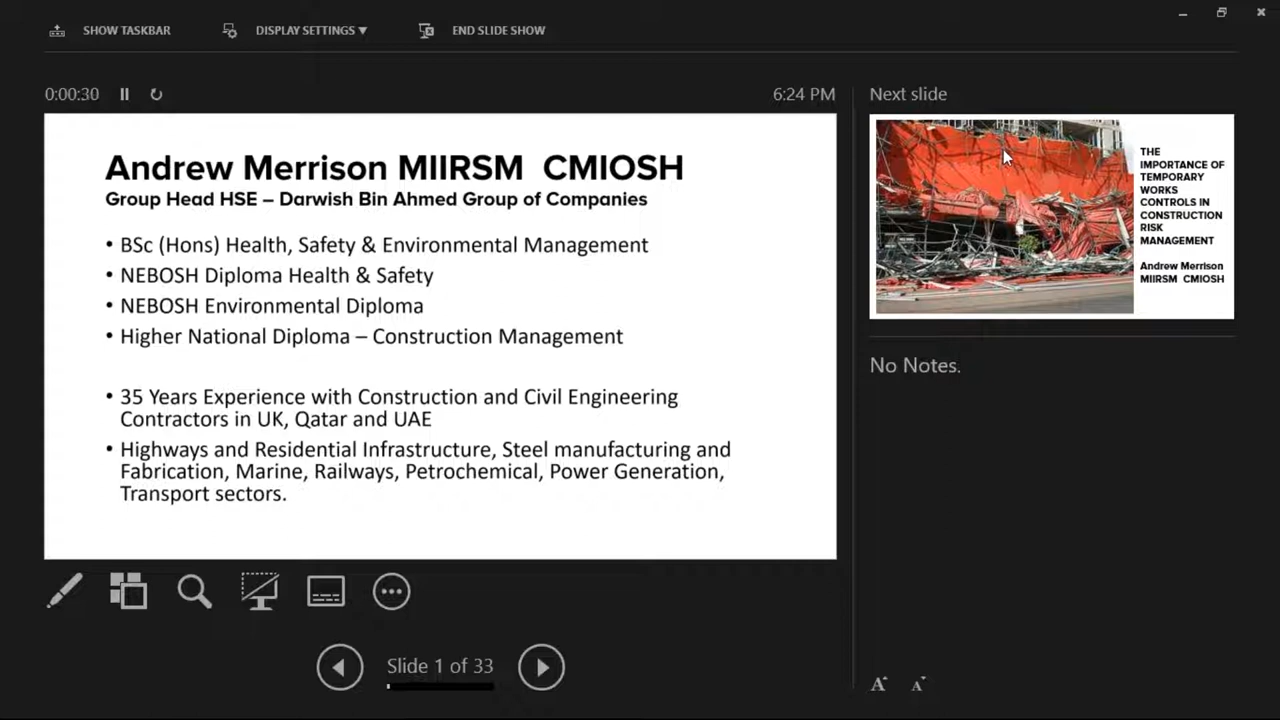 SHOW TASKBAR
DISPLAY SETTINGS ▼
END SLIDE SHOW
0:00:30
6:24 PM
Andrew Merrison MIIRSM CMIOSH
Group Head HSE – Darwish Bin Ahmed Group of Companies
• BSc (Hons) Health, Safety & Environmental Management
• NEBOSH Diploma Health & Safety
• NEBOSH Environmental Diploma
• Higher National Diploma – Construction Management
• 35 Years Experience with Construction and Civil Engineering
Contractors in UK, Qatar and UAE
• Highways and Residential Infrastructure, Steel manufacturing and
Fabrication, Marine, Railways, Petrochemical, Power Generation,
Transport sectors.
Slide 1 of 33
Next slide
THE
IMPORTANCE OF
TEMPORARY
WORKS
CONTROLS IN
CONSTRUCTION
RISK
MANAGEMENT
Andrew Merrison
MIIRSM CMIOSH
No Notes.
A A